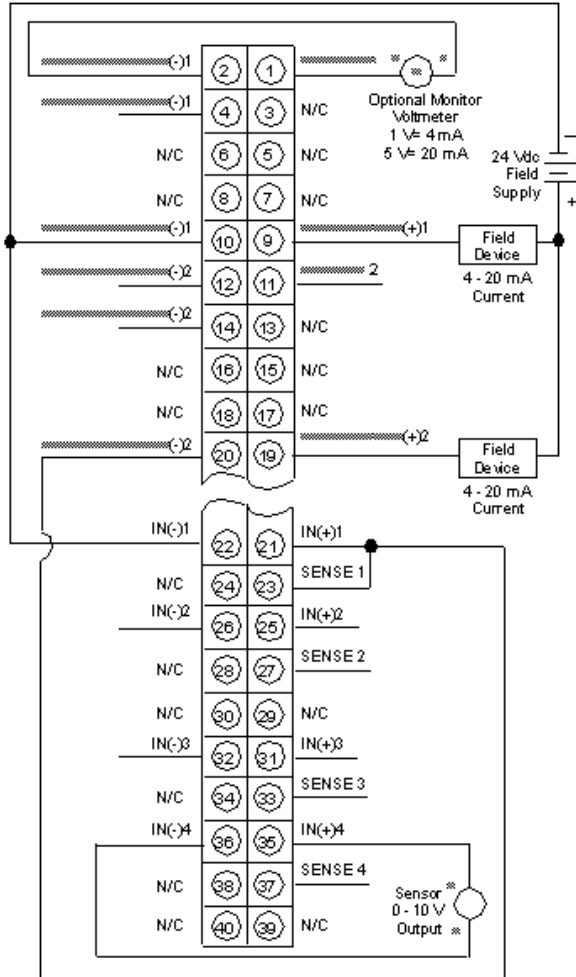 (-)1 2 1
Optional Monitor
Voltmeter
1 V= 4 mA
5 V= 20 mA
(-)1 4 3 N/C
N/C 6 5 N/C
24 Vdc
Field
Supply
−
+
N/C 8 7 N/C
(-)1 10 9 (+)1
Field
Device
4 - 20 mA
Current
(-)2 12 11 2
(-)2 14 13 N/C
N/C 16 15 N/C
N/C 18 17 N/C
(-)2 20 19 (+)2
Field
Device
4 - 20 mA
Current
IN(-)1 22 21 IN(+)1
N/C 24 23 SENSE 1
IN(-)2 26 25 IN(+)2
N/C 28 27 SENSE 2
N/C 30 29 N/C
IN(-)3 32 31 IN(+)3
N/C 34 33 SENSE 3
IN(-)4 36 35 IN(+)4
N/C 38 37 SENSE 4
Sensor
0 - 10 V
Output
N/C 40 39 N/C